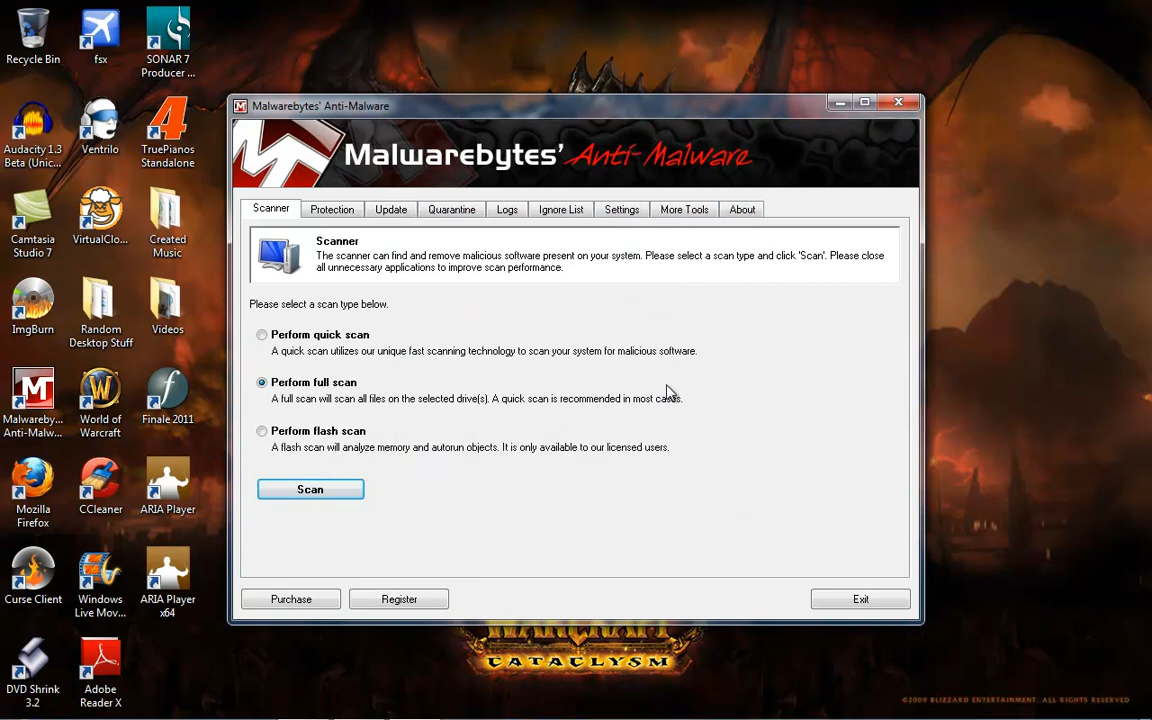 Recycle Bin
fsx
SONAR 7
Producer ...
Audacity 1.3
Beta (Unic...
Ventrilo
TruePianos
Standalone
Camtasia
Studio 7
VirtualClo...
Created
Music
ImgBurn
Random
Desktop Stuff
Videos
Malwareby...
Anti-Malw...
World of
Warcraft
Finale 2011
Mozilla
Firefox
CCleaner
ARIA Player
Curse Client
Windows
Live Mov...
ARIA Player
x64
DVD Shrink
3.2
Adobe
Reader X
Malwarebytes' Anti-Malware
Malwarebytes' Anti-Malware
Scanner
Protection
Update
Quarantine
Logs
Ignore List
Settings
More Tools
About
Scanner
The scanner can find and remove malicious software present on your system. Please select a scan type and click 'Scan'. Please close
all unnecessary applications to improve scan performance.
Please select a scan type below.
Perform quick scan
A quick scan utilizes our unique fast scanning technology to scan your system for malicious software.
Perform full scan
A full scan will scan all files on the selected drive(s). A quick scan is recommended in most cases.
Perform flash scan
A flash scan will analyze memory and autorun objects. It is only available to our licensed users.
Scan
Purchase
Register
Exit
WARCRAFT
CATACLYSM
©2009 BLIZZARD ENTERTAINMENT. ALL RIGHTS RESERVED